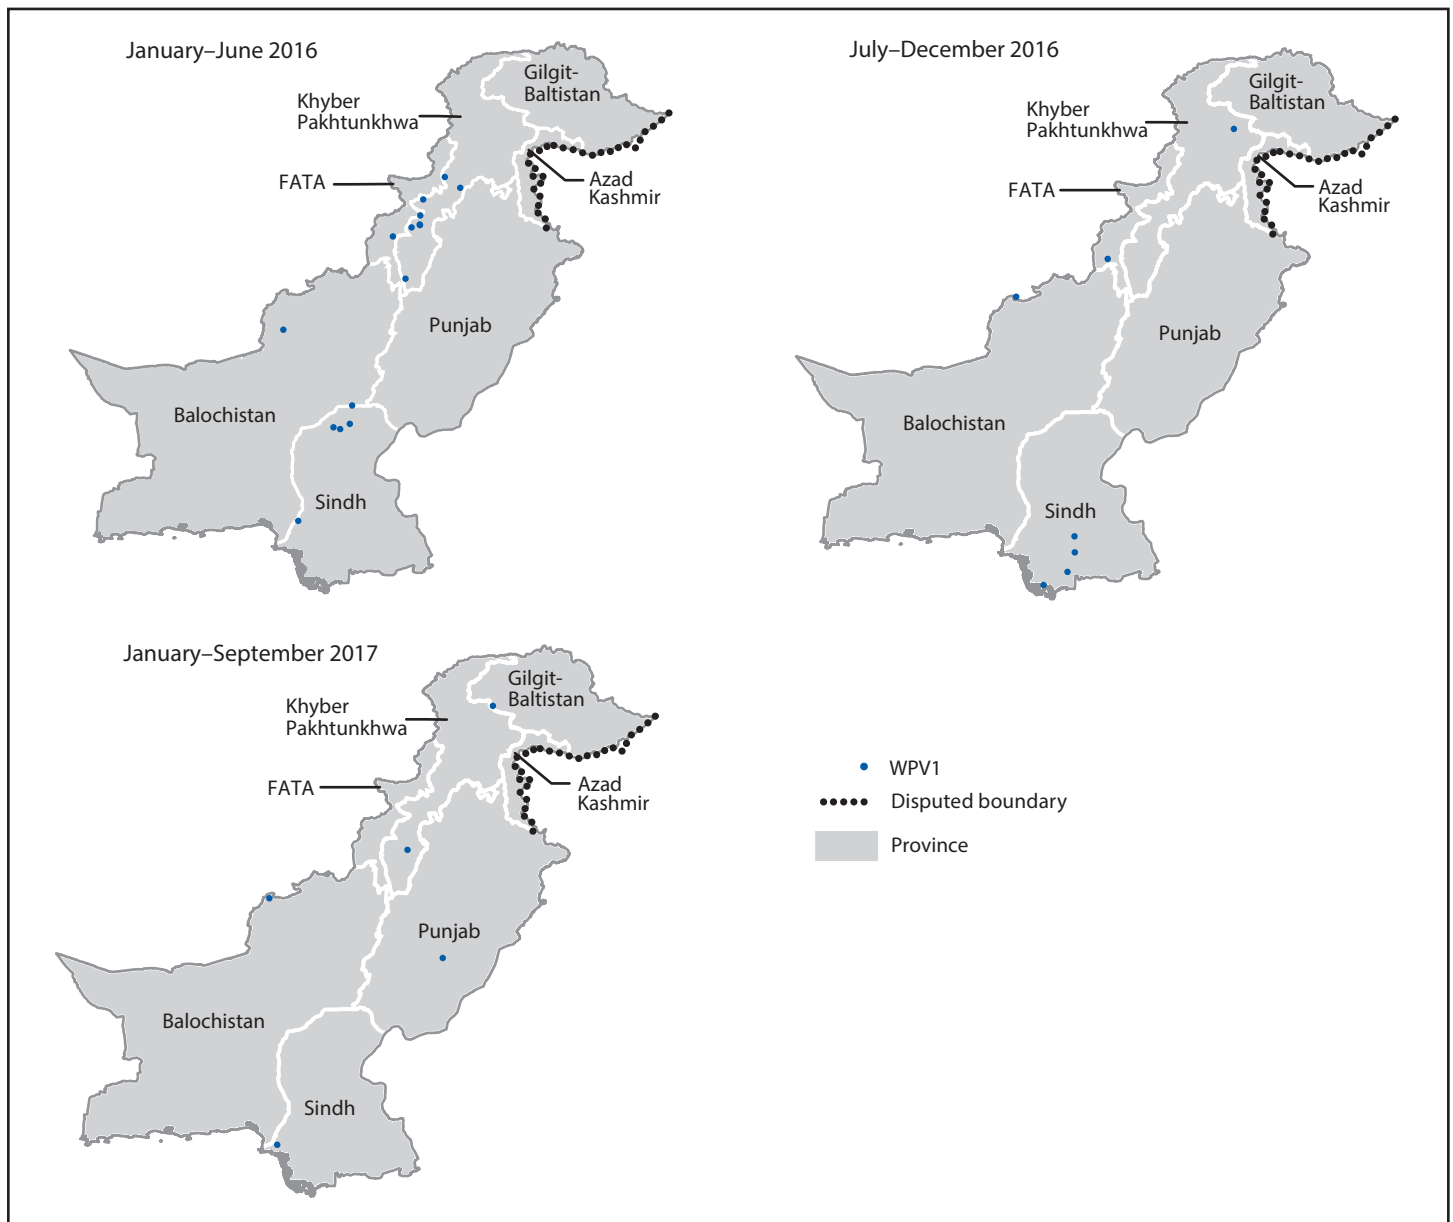 January–June 2016
Gilgit-
Baltistan
Khyber
Pakhtunkhwa
FATA
Azad
Kashmir
Punjab
Balochistan
Sindh
July–December 2016
Gilgit-
Baltistan
Khyber
Pakhtunkhwa
FATA
Azad
Kashmir
Punjab
Balochistan
Sindh
January–September 2017
Gilgit-
Baltistan
Khyber
Pakhtunkhwa
FATA
Azad
Kashmir
Punjab
Balochistan
Sindh
WPV1
Disputed boundary
Province